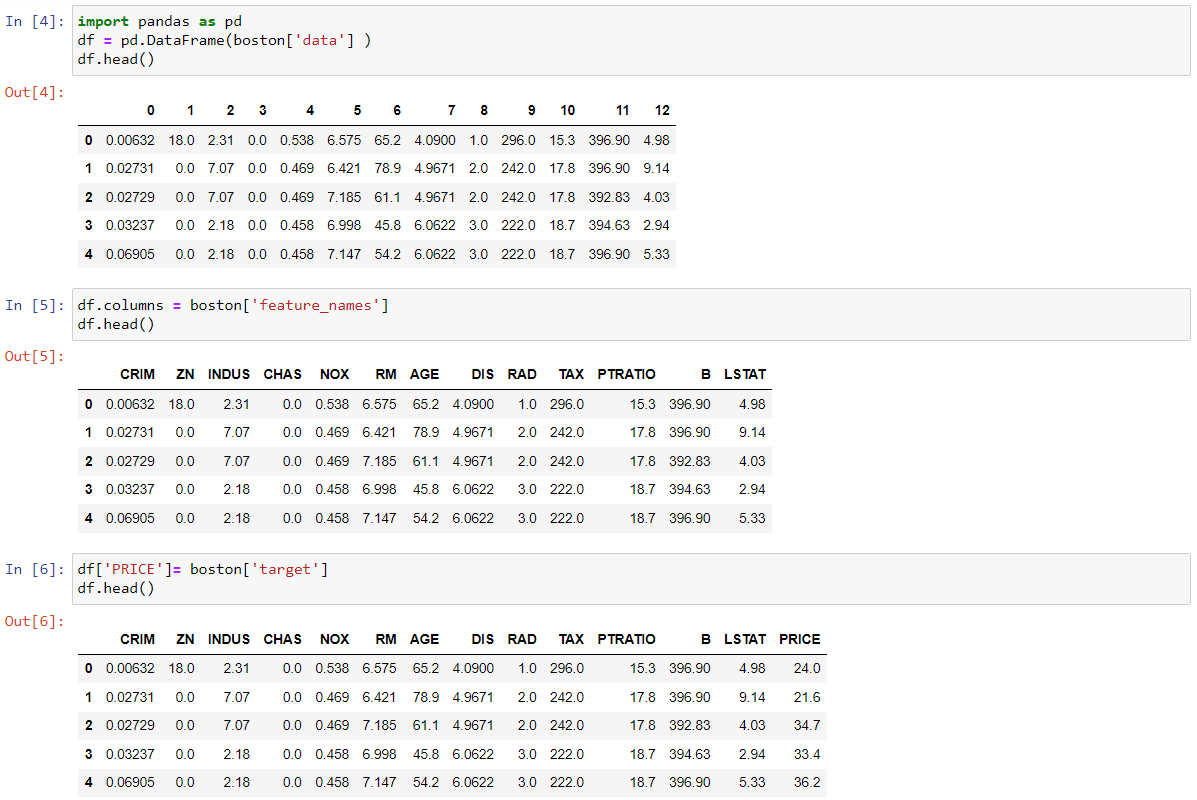 In [4]: import pandas as pd
df = pd.DataFrame(boston['data'] )
df.head()
Out[4]:
0 1 2 3 4 5 6 7 8 9 10 11 12
0 0.00632 18.0 2.31 0.0 0.538 6.575 65.2 4.0900 1.0 296.0 15.3 396.90 4.98
1 0.02731 0.0 7.07 0.0 0.469 6.421 78.9 4.9671 2.0 242.0 17.8 396.90 9.14
2 0.02729 0.0 7.07 0.0 0.469 7.185 61.1 4.9671 2.0 242.0 17.8 392.83 4.03
3 0.03237 0.0 2.18 0.0 0.458 6.998 45.8 6.0622 3.0 222.0 18.7 394.63 2.94
4 0.06905 0.0 2.18 0.0 0.458 7.147 54.2 6.0622 3.0 222.0 18.7 396.90 5.33
In [5]: df.columns = boston['feature_names']
df.head()
Out[5]:
CRIM ZN INDUS CHAS NOX RM AGE DIS RAD TAX PTRATIO B LSTAT
0 0.00632 18.0 2.31 0.0 0.538 6.575 65.2 4.0900 1.0 296.0 15.3 396.90 4.98
1 0.02731 0.0 7.07 0.0 0.469 6.421 78.9 4.9671 2.0 242.0 17.8 396.90 9.14
2 0.02729 0.0 7.07 0.0 0.469 7.185 61.1 4.9671 2.0 242.0 17.8 392.83 4.03
3 0.03237 0.0 2.18 0.0 0.458 6.998 45.8 6.0622 3.0 222.0 18.7 394.63 2.94
4 0.06905 0.0 2.18 0.0 0.458 7.147 54.2 6.0622 3.0 222.0 18.7 396.90 5.33
In [6]: df['PRICE']= boston['target']
df.head()
Out[6]:
CRIM ZN INDUS CHAS NOX RM AGE DIS RAD TAX PTRATIO B LSTAT PRICE
0 0.00632 18.0 2.31 0.0 0.538 6.575 65.2 4.0900 1.0 296.0 15.3 396.90 4.98 24.0
1 0.02731 0.0 7.07 0.0 0.469 6.421 78.9 4.9671 2.0 242.0 17.8 396.90 9.14 21.6
2 0.02729 0.0 7.07 0.0 0.469 7.185 61.1 4.9671 2.0 242.0 17.8 392.83 4.03 34.7
3 0.03237 0.0 2.18 0.0 0.458 6.998 45.8 6.0622 3.0 222.0 18.7 394.63 2.94 33.4
4 0.06905 0.0 2.18 0.0 0.458 7.147 54.2 6.0622 3.0 222.0 18.7 396.90 5.33 36.2